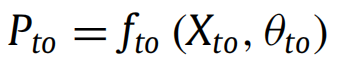 P_{to} = f_{to} (X_{to}, θ_{to})